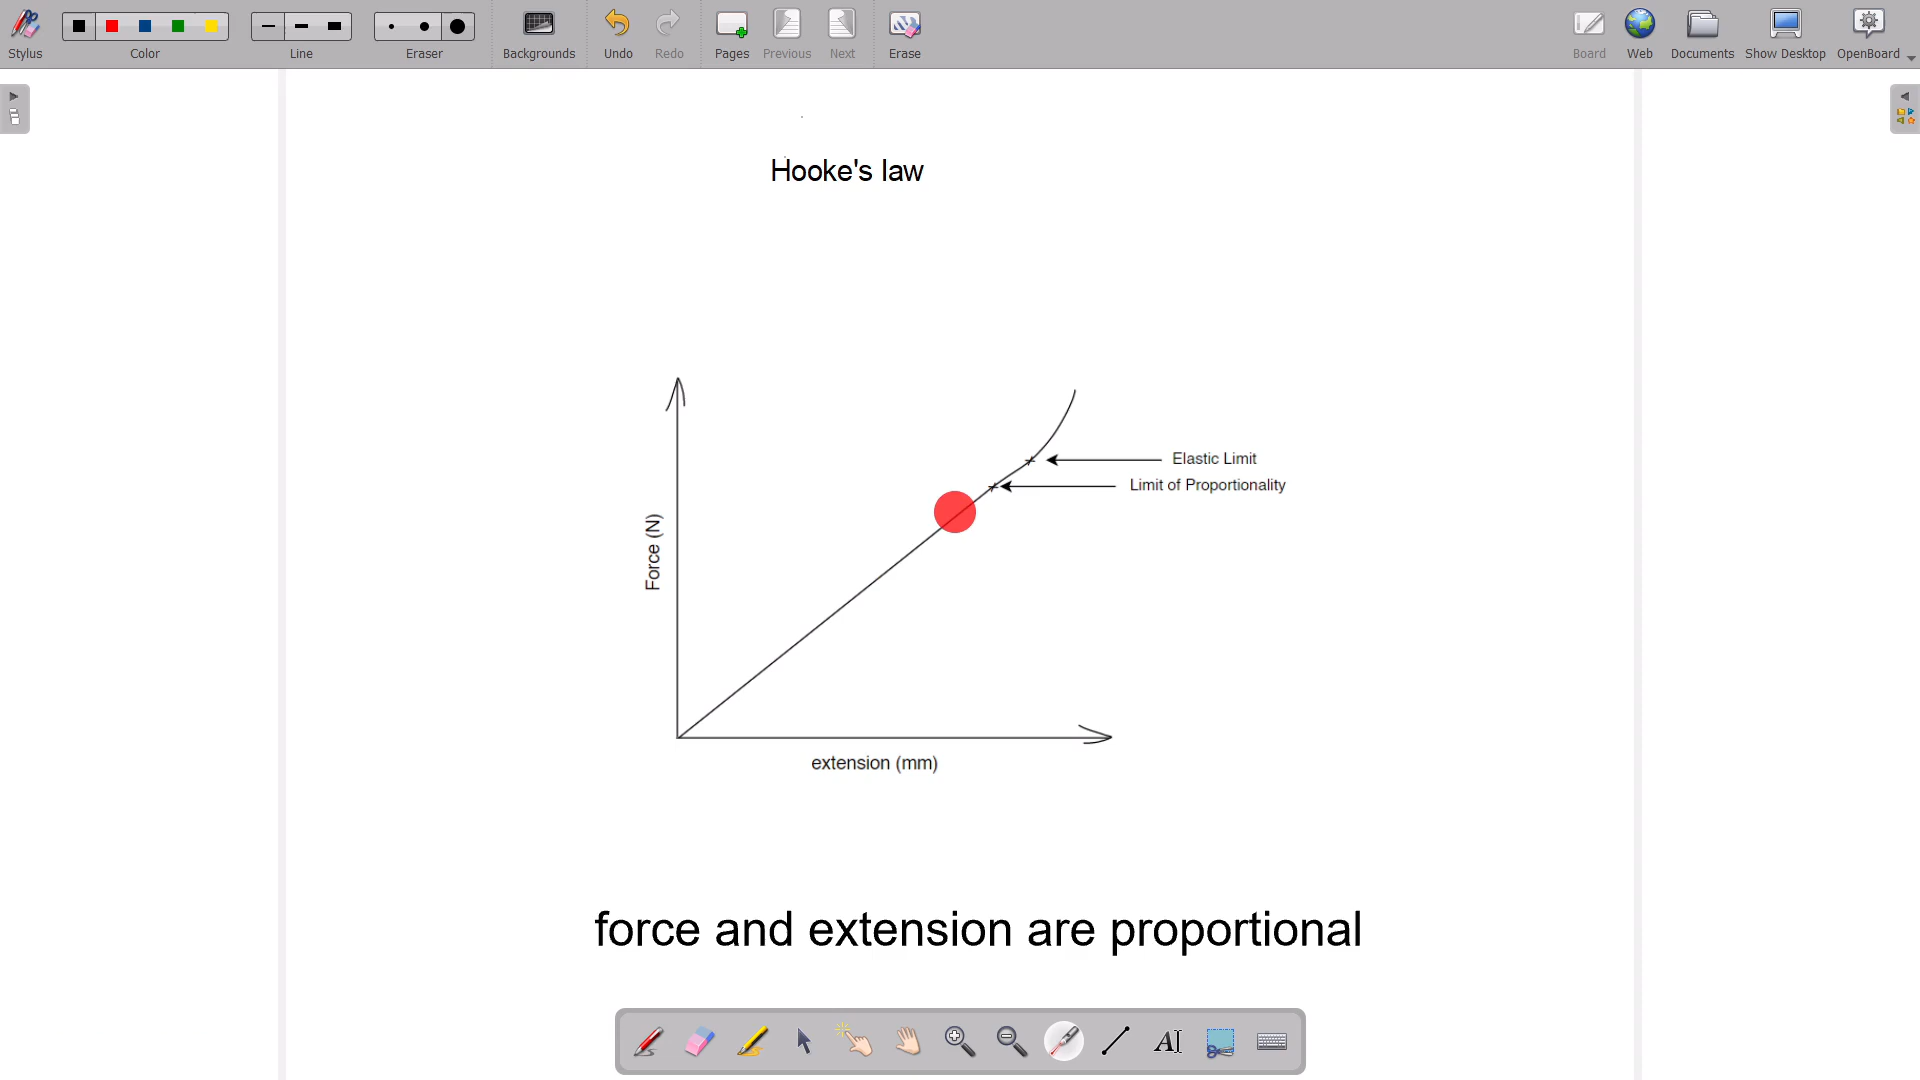 Stylus
Color
Line
Eraser
Backgrounds
Undo
Redo
Pages
Previous
Next
Erase
Board
Web
Documents
Show Desktop
OpenBoard
Hooke's law
Elastic Limit
Limit of Proportionality
Force (N)
extension (mm)
force and extension are proportional